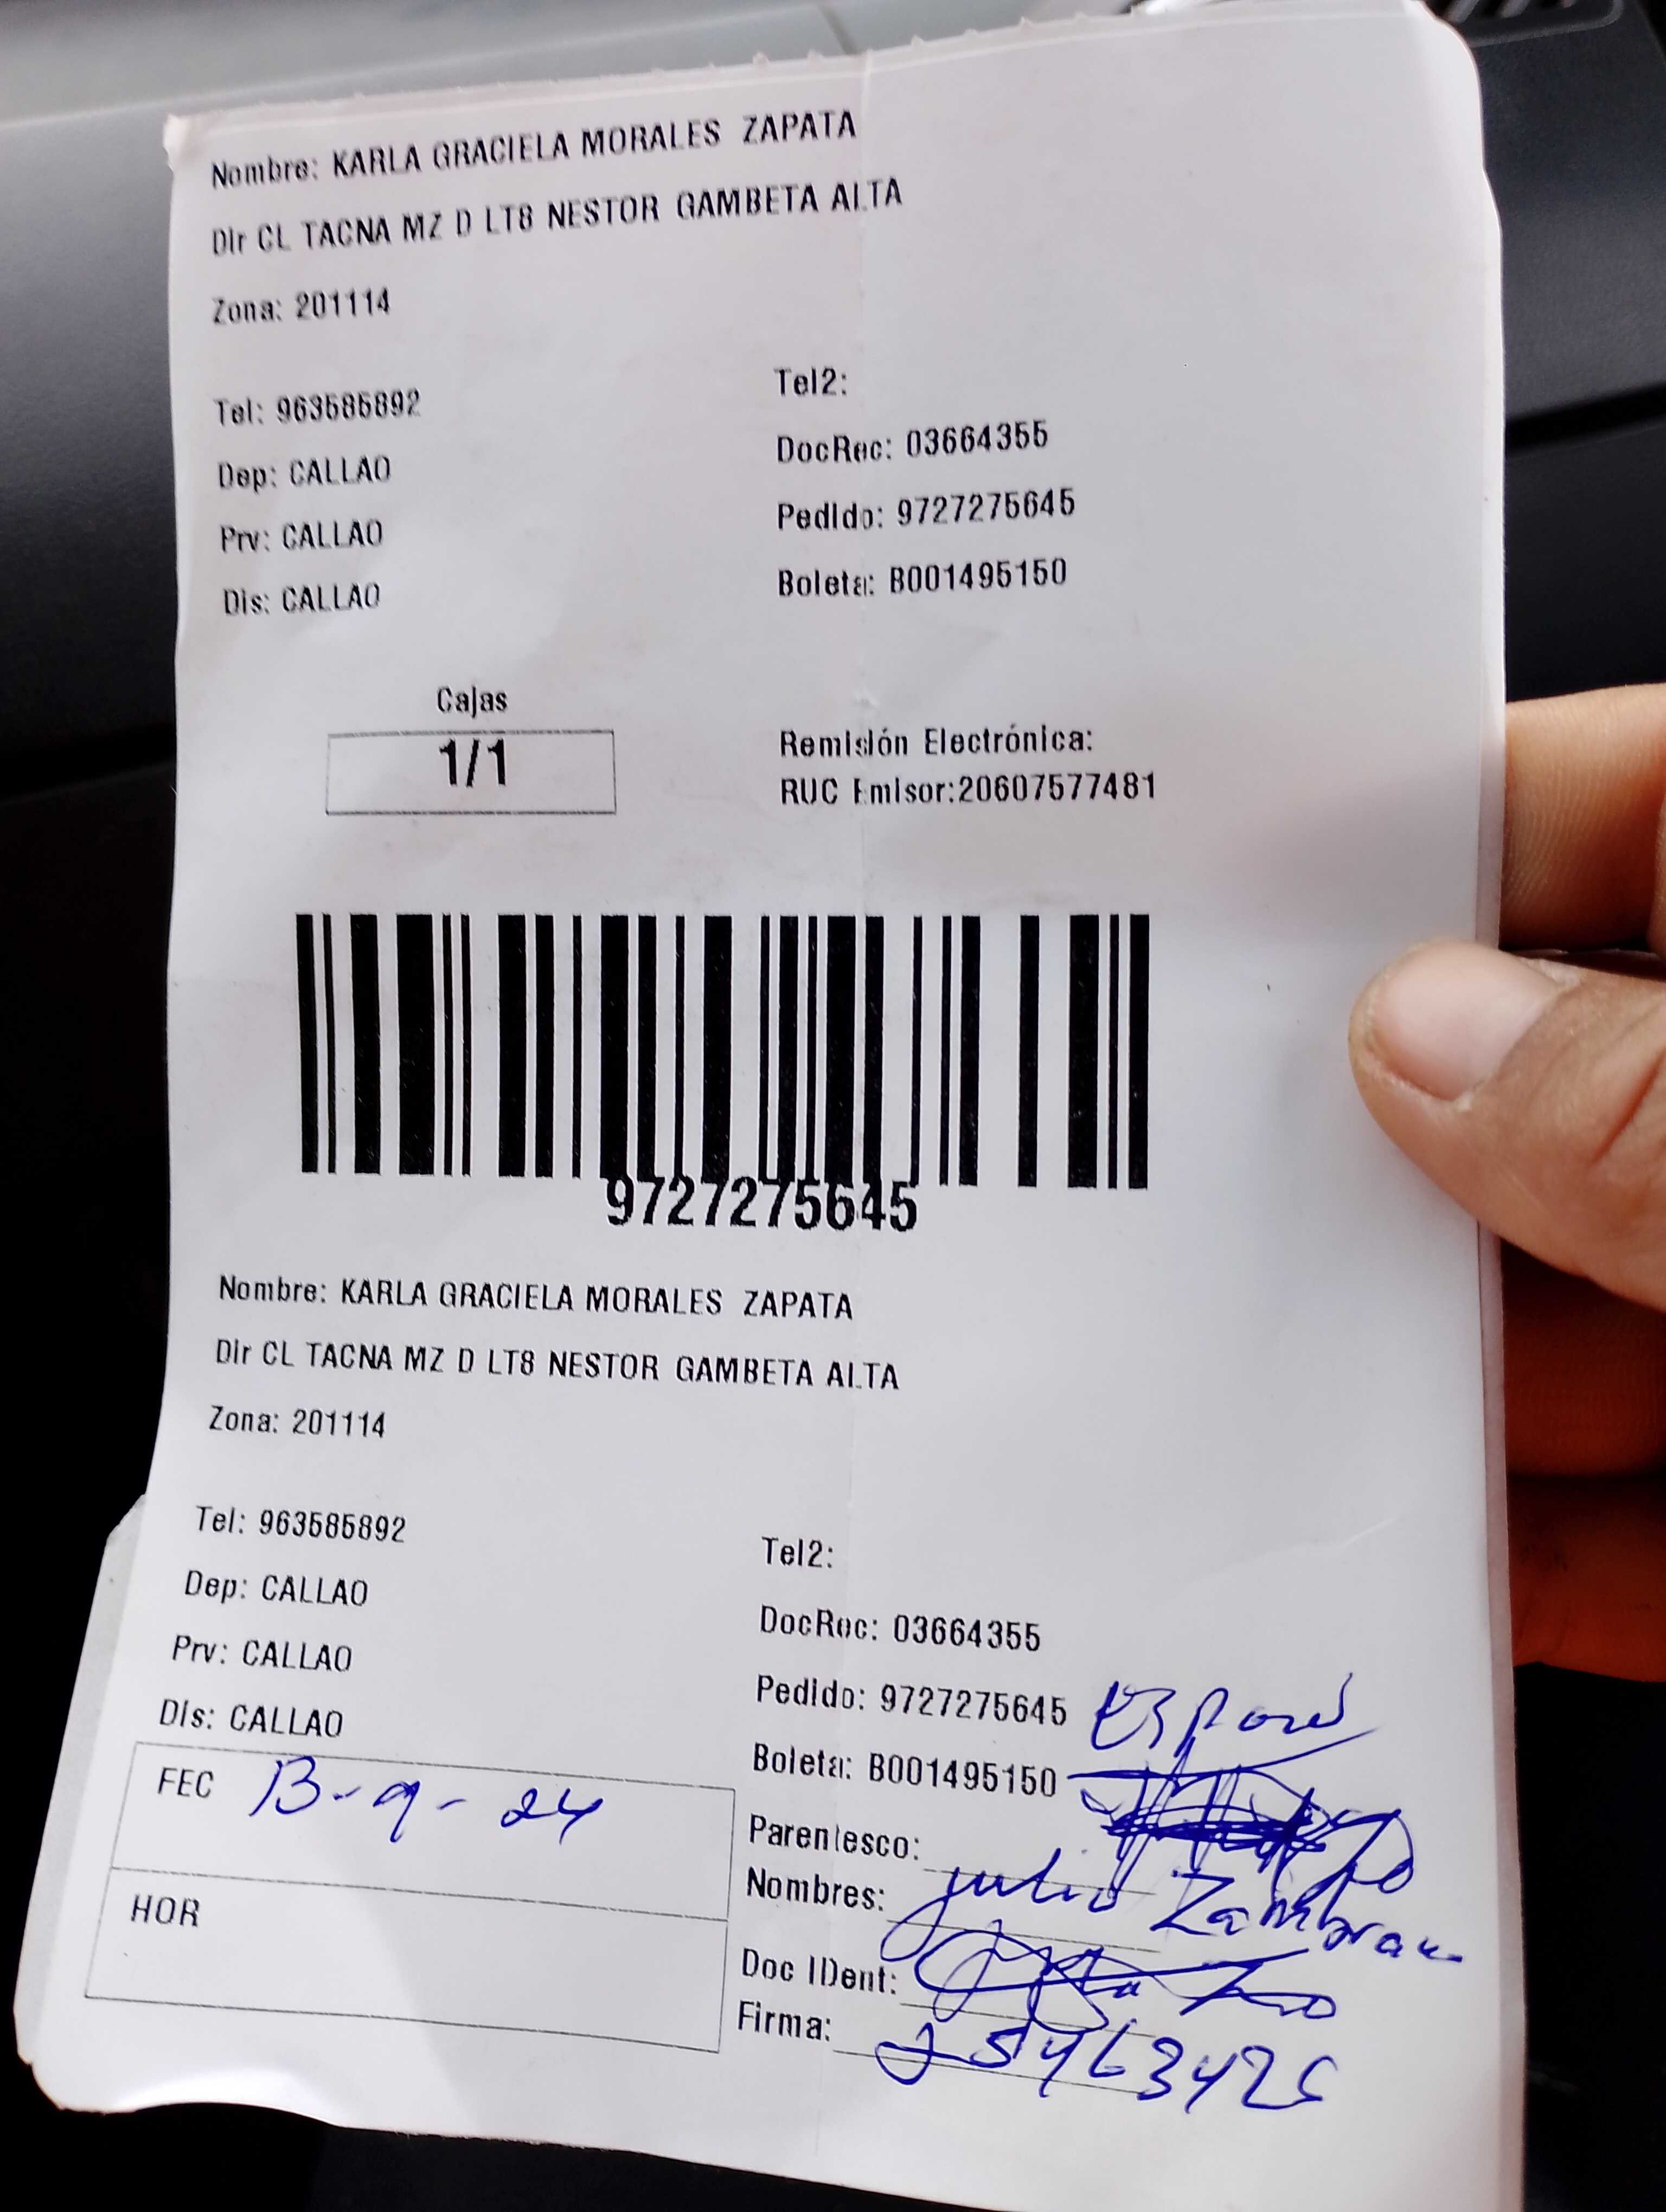 Nombre: KARLA GRACIELA MORALES ZAPATA
Dir CL TACNA MZ D LT8 NESTOR GAMBETA ALTA
Zona: 201114
Tel: 963585892
Tel2:
Dep: CALLAO
DocRec: 03664355
Prv: CALLAO
Pedido: 9727275645
Dis: CALLAO
Boleta: B001495150
Cajas
1/1
Remisión Electrónica:
RUC Emisor:20607577481
9727275645
Nombre: KARLA GRACIELA MORALES ZAPATA
Dir CL TACNA MZ D LT8 NESTOR GAMBETA ALTA
Zona: 201114
Tel: 963585892
Tel2:
Dep: CALLAO
DocRec: 03664355
Prv: CALLAO
Pedido: 9727275645
Dis: CALLAO
Boleta: B001495150
FEC 13-9-24
Parentesco:
Nombres: julio
HOR
Doc IDent:
Firma: